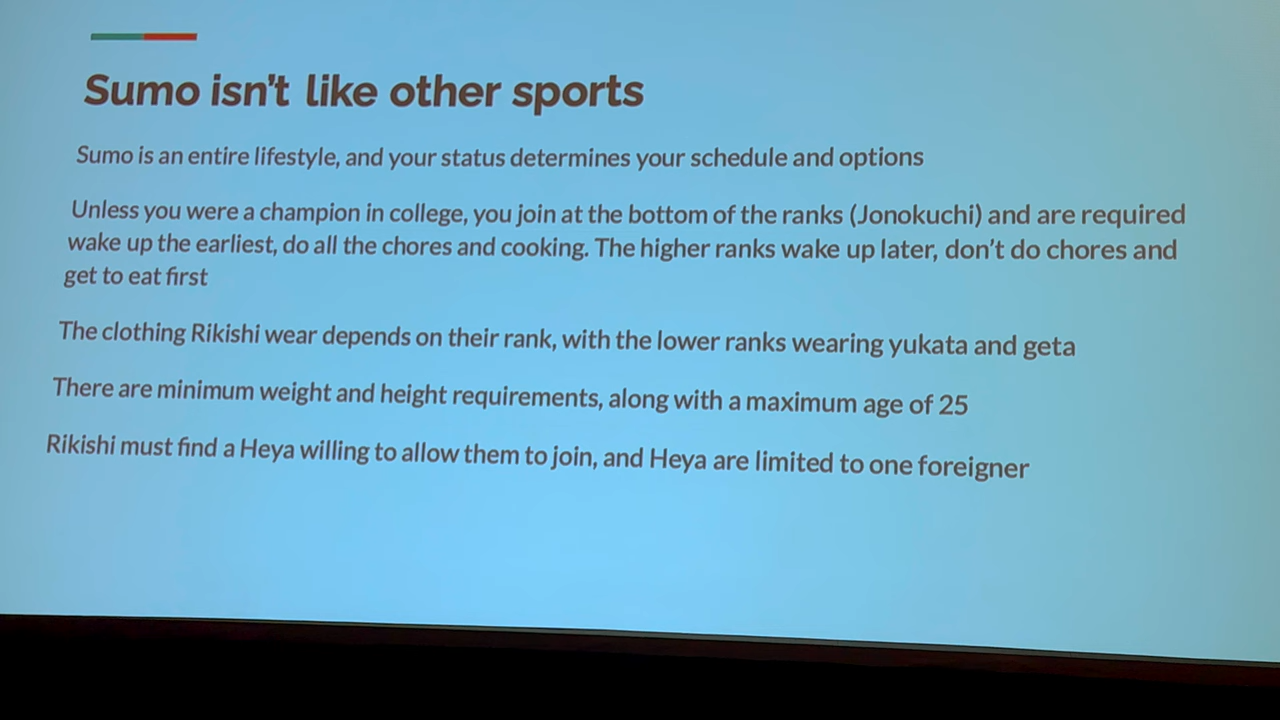 Sumo isn't like other sports
Sumo is an entire lifestyle, and your status determines your schedule and options
Unless you were a champion in college, you join at the bottom of the ranks (Jonokuchi) and are required
wake up the earliest, do all the chores and cooking. The higher ranks wake up later, don't do chores and
get to eat first
The clothing Rikishi wear depends on their rank, with the lower ranks wearing yukata and geta
There are minimum weight and height requirements, along with a maximum age of 25
Rikishi must find a Heya willing to allow them to join, and Heya are limited to one foreigner